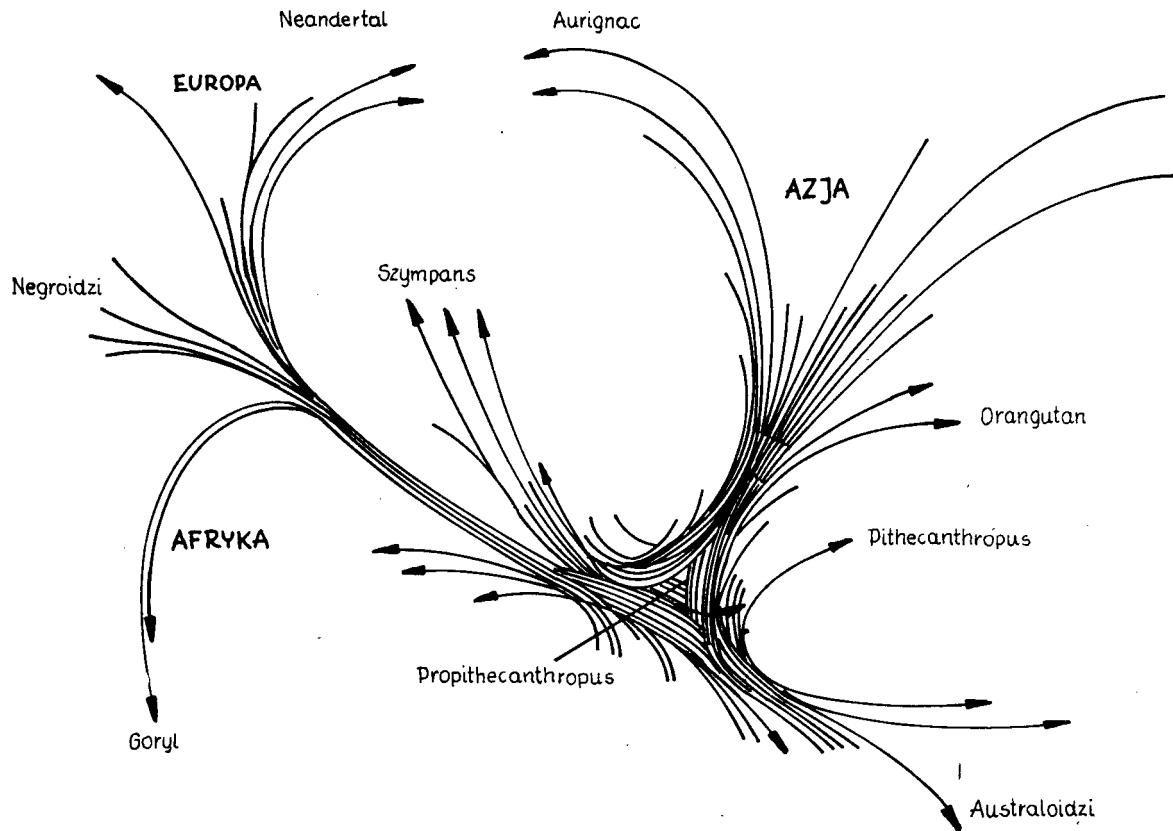 Neandertal
Aurignac
EUROPA
AZJA
Negroidzi
Szympans
Orangutan
AFRYKA
Pithecanthropus
Propithecanthropus
Goryl
Australoidzi